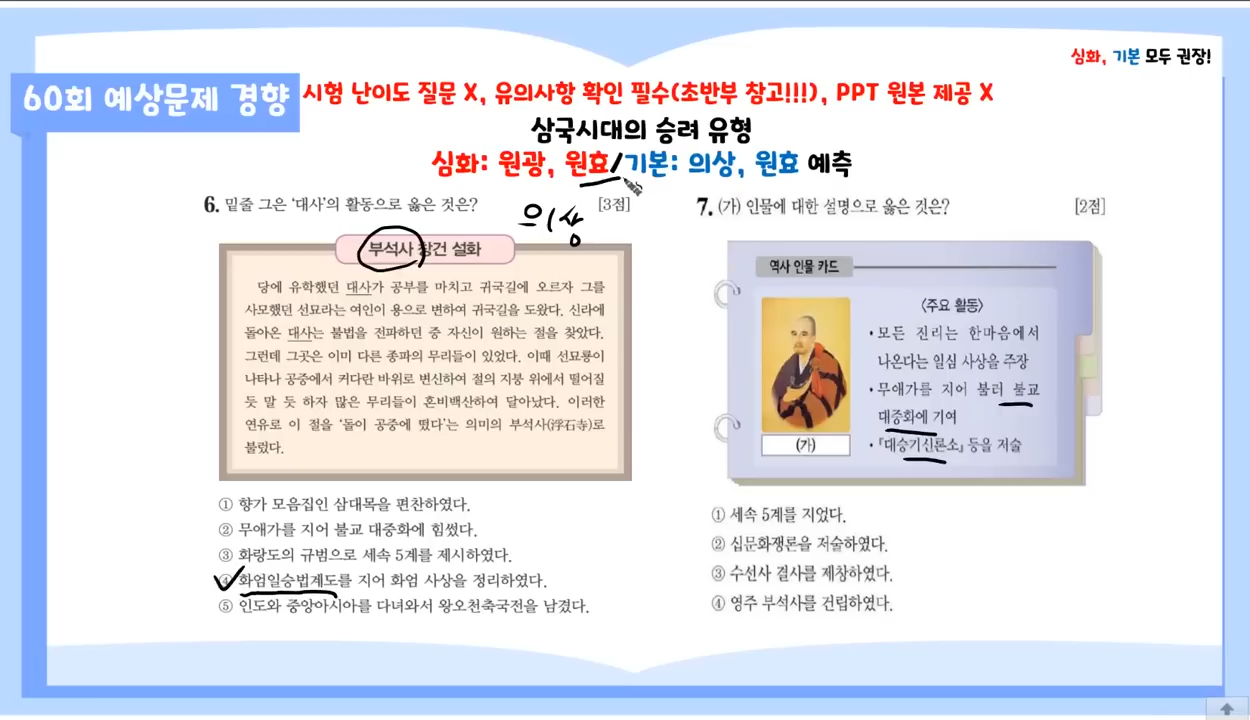 심화, 기본 모두 권장!
60회 예상문제 경향
시험 난이도 질문 X, 유의사항 확인 필수(초반부 참고!!!), PPT 원본 제공 X
삼국시대의 승려 유형
심화: 원광, 원효/기본: 의상, 원효 예측
6. 밑줄 그은 ‘대사’의 활동으로 옳은 것은? [3점]
의상
부석사 창건 설화
당에 유학했던 대사가 공부를 마치고 귀국길에 오르자 그를
사모했던 선묘라는 여인이 용으로 변하여 귀국길을 도왔다. 신라에
돌아온 대사는 불법을 전파하던 중 자신이 원하는 절을 찾았다.
그런데 그곳은 이미 다른 종파의 무리들이 있었다. 이때 선묘룡이
나타나 공중에서 커다란 바위로 변신하여 절의 지붕 위에서 떨어질
듯 말 듯 하자 많은 무리들이 혼비백산하여 달아났다. 이러한
연유로 이 절을 ‘돌이 공중에 떴다’는 의미의 부석사(浮石寺)로
불렀다.
① 향가 모음집인 삼대목을 편찬하였다.
② 무애가를 지어 불교 대중화에 힘썼다.
③ 화랑도의 규범으로 세속 5계를 제시하였다.
④ 화엄일승법계도를 지어 화엄 사상을 정리하였다.
⑤ 인도와 중앙아시아를 다녀와서 왕오천축국전을 남겼다.
7. (가) 인물에 대한 설명으로 옳은 것은? [2점]
역사 인물 카드
(가)
〈주요 활동〉
• 모든 진리는 한마음에서
나온다는 일심 사상을 주장
• 무애가를 지어 불러 불교
대중화에 기여
• 『대승기신론소』 등을 저술
① 세속 5계를 지었다.
② 십문화쟁론을 저술하였다.
③ 수선사 결사를 제창하였다.
④ 영주 부석사를 건립하였다.